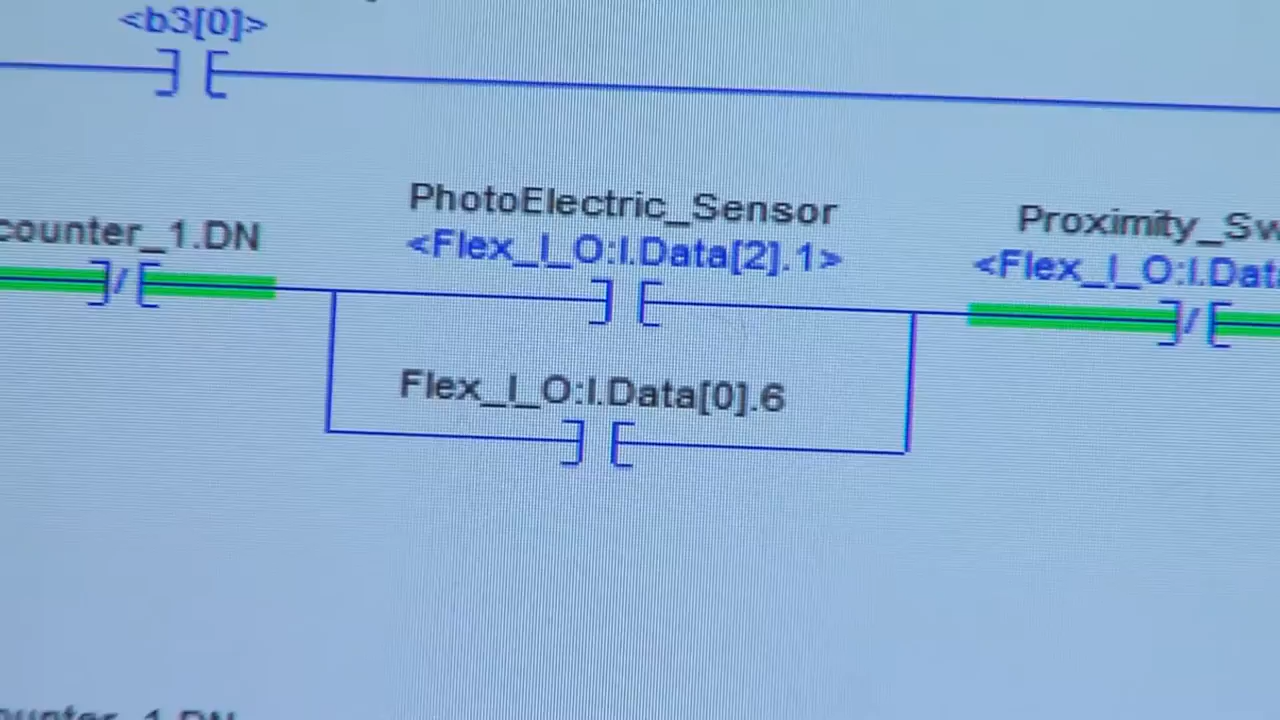 <b3[0]>
PhotoElectric_Sensor
<Flex_I_O:I.Data[2].1>
counter_1.DN
Proximity_Sw
<Flex_I_O:I.Dat
Flex_I_O:I.Data[0].6